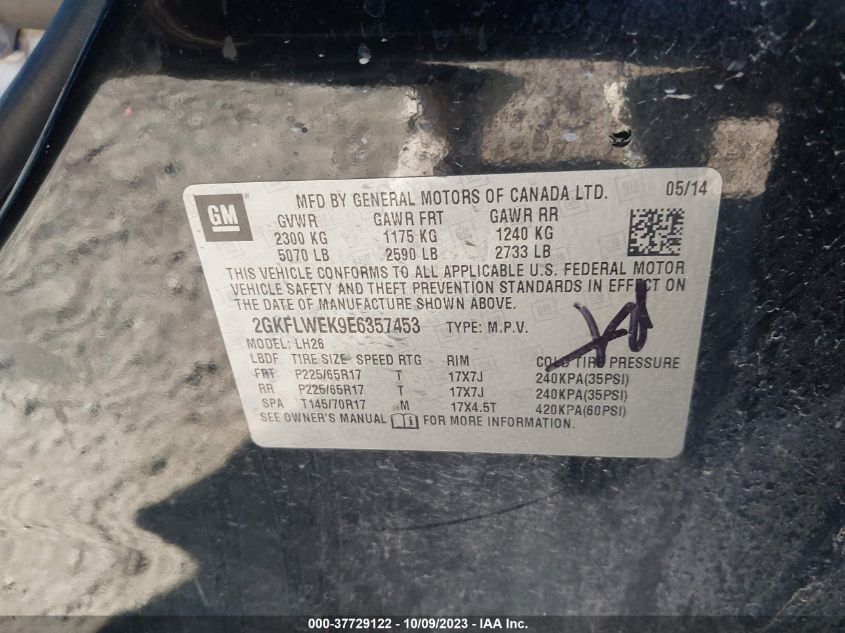 GM
MFD BY GENERAL MOTORS OF CANADA LTD. 05/14
GVWR GAWR FRT GAWR RR
2300 KG 1175 KG 1240 KG
5070 LB 2590 LB 2733 LB
THIS VEHICLE CONFORMS TO ALL APPLICABLE U.S. FEDERAL MOTOR
VEHICLE SAFETY AND THEFT PREVENTION STANDARDS IN EFFECT ON
THE DATE OF MANUFACTURE SHOWN ABOVE.
2GKFLWEK9E6357453 TYPE: M.P.V.
MODEL: LH26
LBDF TIRE SIZE SPEED RTG RIM COLD TIRE PRESSURE
FRT P225/65R17 T 17X7J 240KPA(35PSI)
RR P225/65R17 T 17X7J 240KPA(35PSI)
SPA T145/70R17 M 17X4.5T 420KPA(60PSI)
SEE OWNER'S MANUAL FOR MORE INFORMATION.
000-37729122 - 10/09/2023 - IAA Inc.